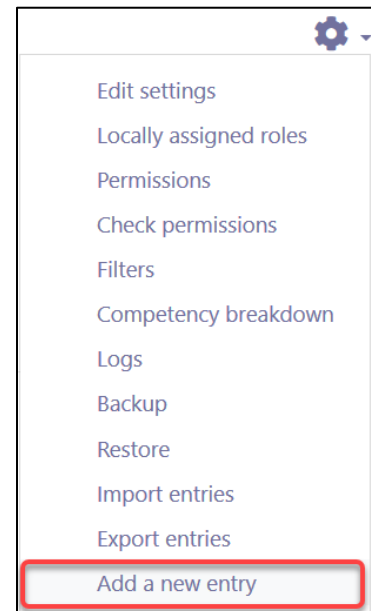 Edit settings
Locally assigned roles
Permissions
Check permissions
Filters
Competency breakdown
Logs
Backup
Restore
Import entries
Export entries
Add a new entry